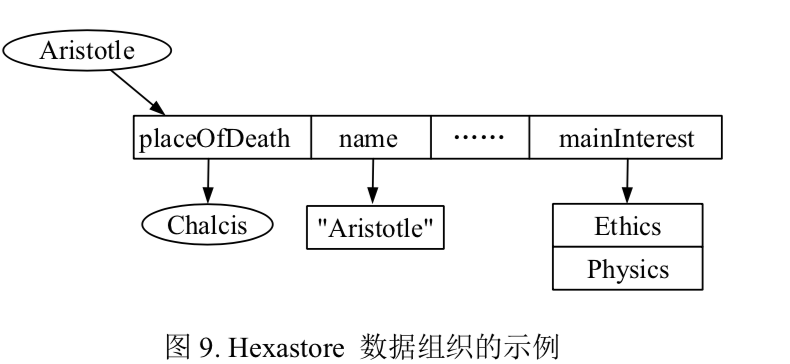 Aristotle
placeOfDeath name ······ mainInterest
Chalcis "Aristotle" Ethics
Physics
图 9. Hexastore 数据组织的示例